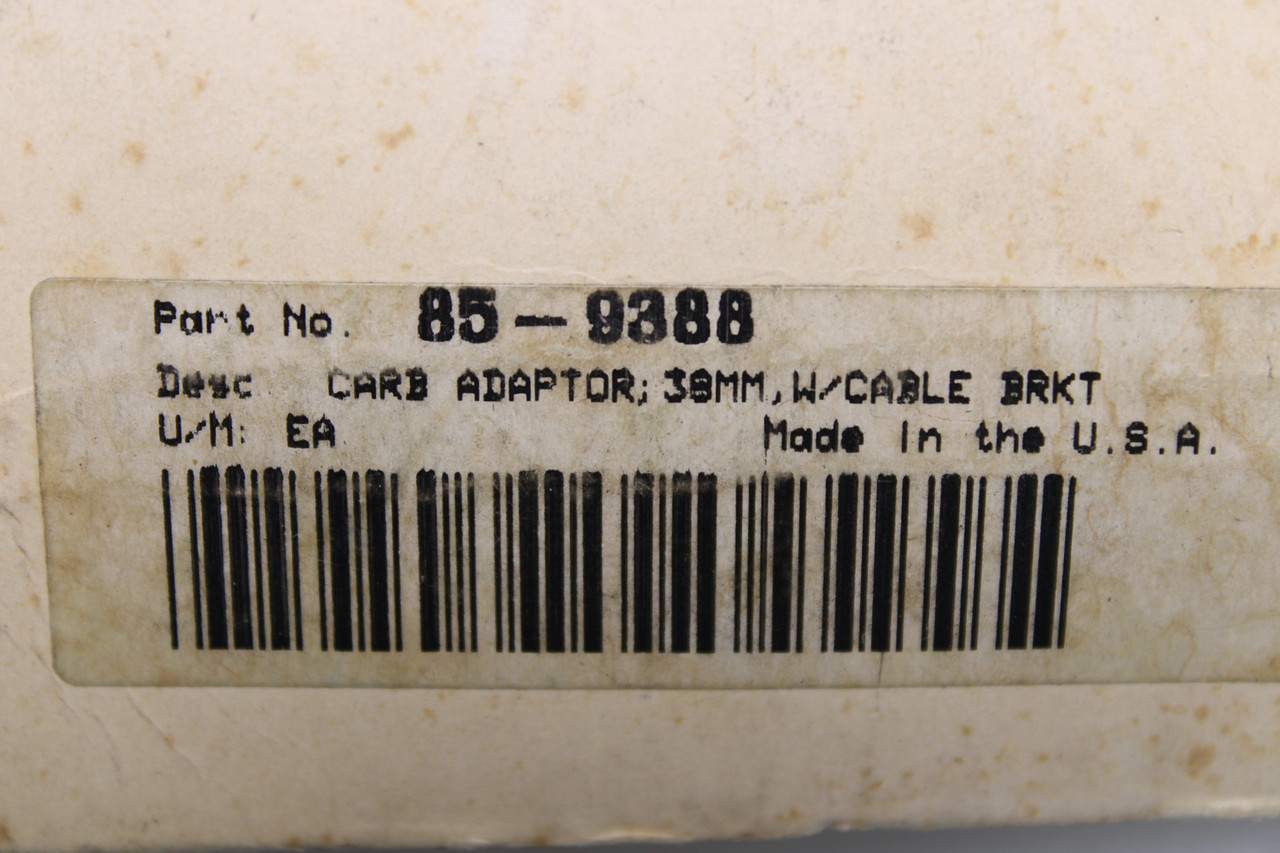 Part No. 85-9388
Desc CARB ADAPTOR;38MM,W/CABLE BRKT
U/M: EA Made In the U.S.A.